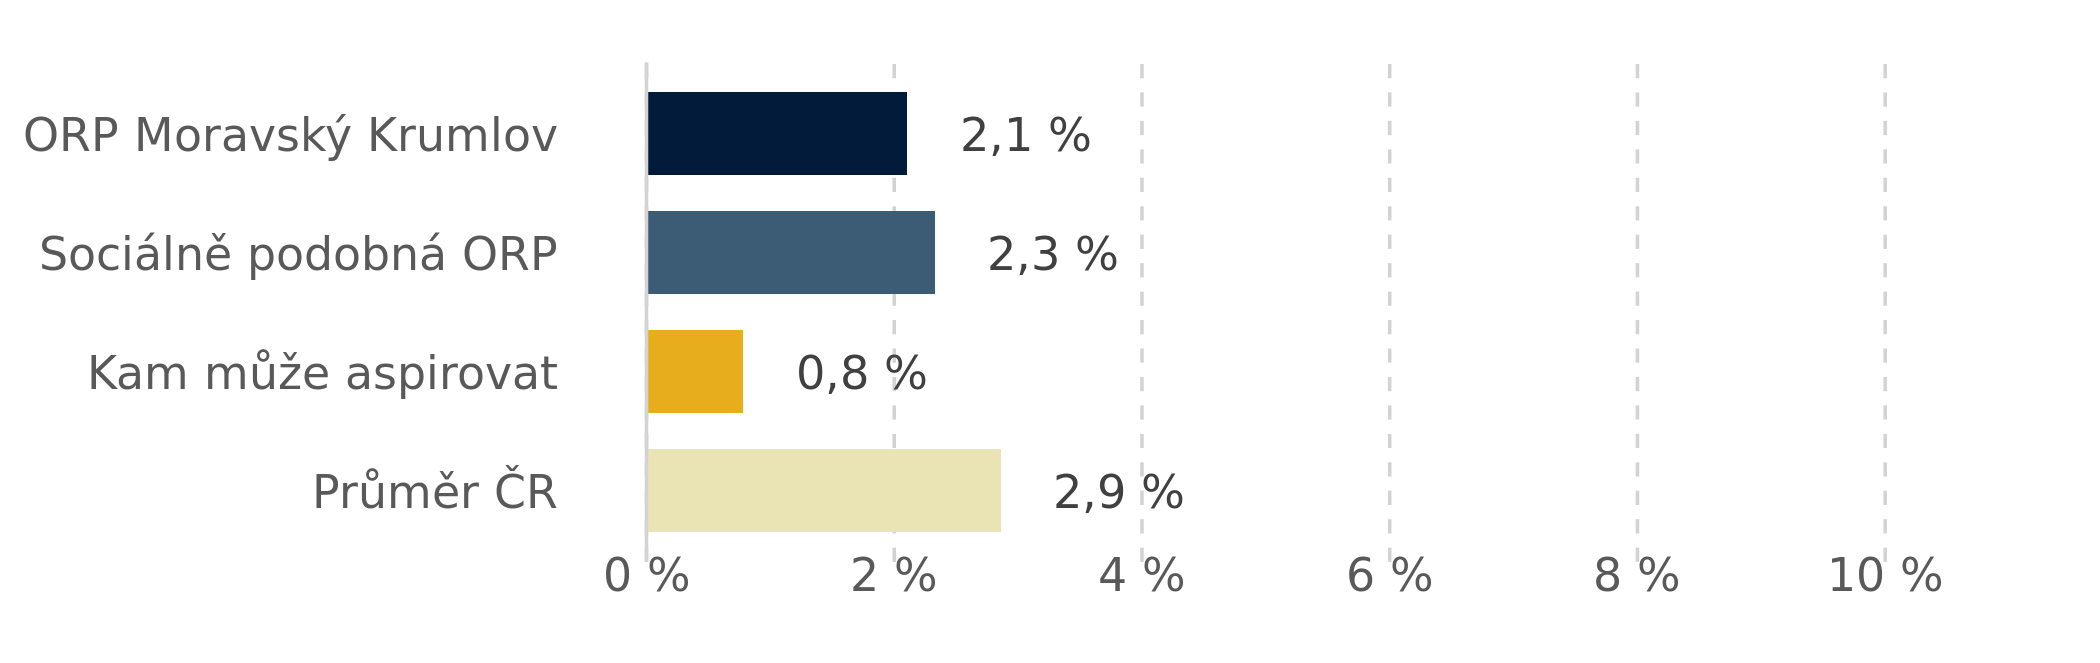 ORP Moravský Krumlov 2,1 %
Sociálně podobná ORP 2,3 %
Kam může aspirovat 0,8 %
Průměr ČR 2,9 %
0 % 2 % 4 % 6 % 8 % 10 %